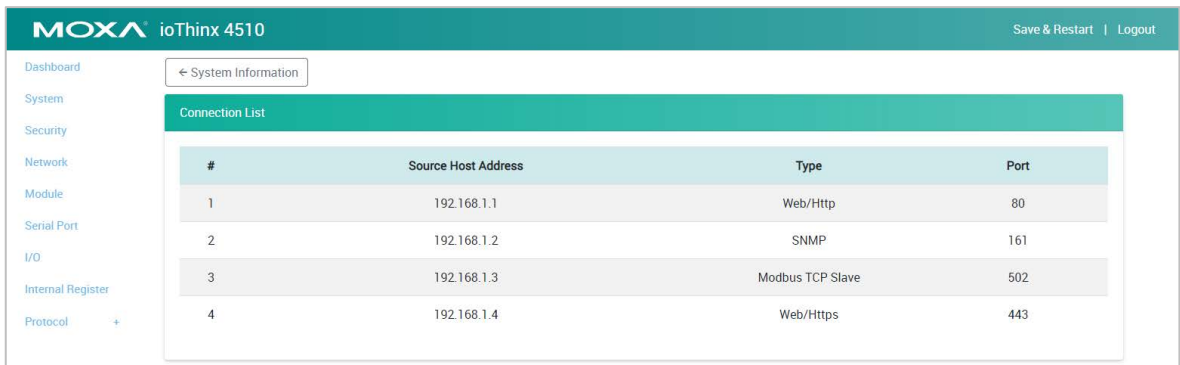 MOXA® ioThinx 4510
Save & Restart | Logout
Dashboard
System
Security
Network
Module
Serial Port
I/O
Internal Register
Protocol +
← System Information
Connection List
# Source Host Address Type Port
1 192.168.1.1 Web/Http 80
2 192.168.1.2 SNMP 161
3 192.168.1.3 Modbus TCP Slave 502
4 192.168.1.4 Web/Https 443